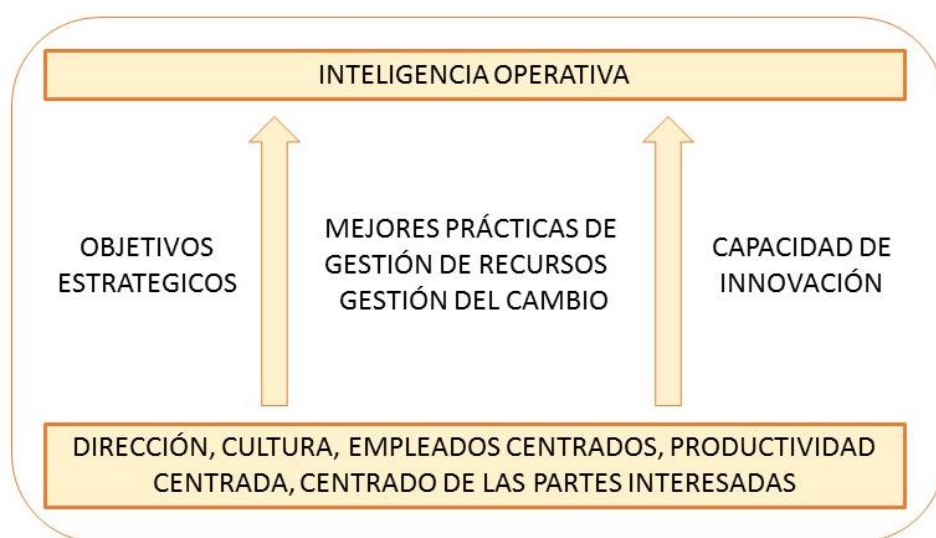 INTELIGENCIA OPERATIVA
OBJETIVOS
ESTRATEGICOS
MEJORES PRÁCTICAS DE
GESTIÓN DE RECURSOS
GESTIÓN DEL CAMBIO
CAPACIDAD DE
INNOVACIÓN
DIRECCIÓN, CULTURA, EMPLEADOS CENTRADOS, PRODUCTIVIDAD
CENTRADA, CENTRADO DE LAS PARTES INTERESADAS